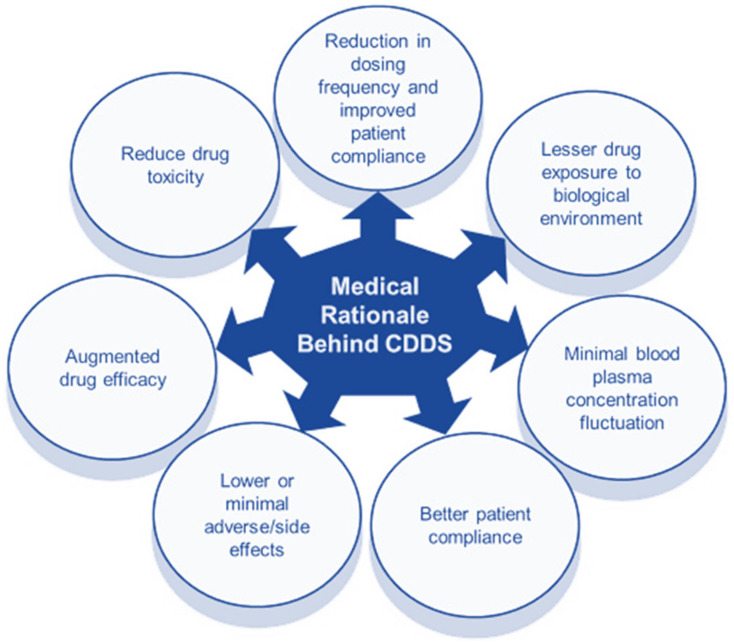 Reduction in
dosing
frequency and
improved
patient
compliance
Lesser drug
exposure to
biological
environment
Minimal blood
plasma
concentration
fluctuation
Better patient
compliance
Lower or
minimal
adverse/side
effects
Augmented
drug efficacy
Reduce drug
toxicity
Medical
Rationale
Behind CDDS